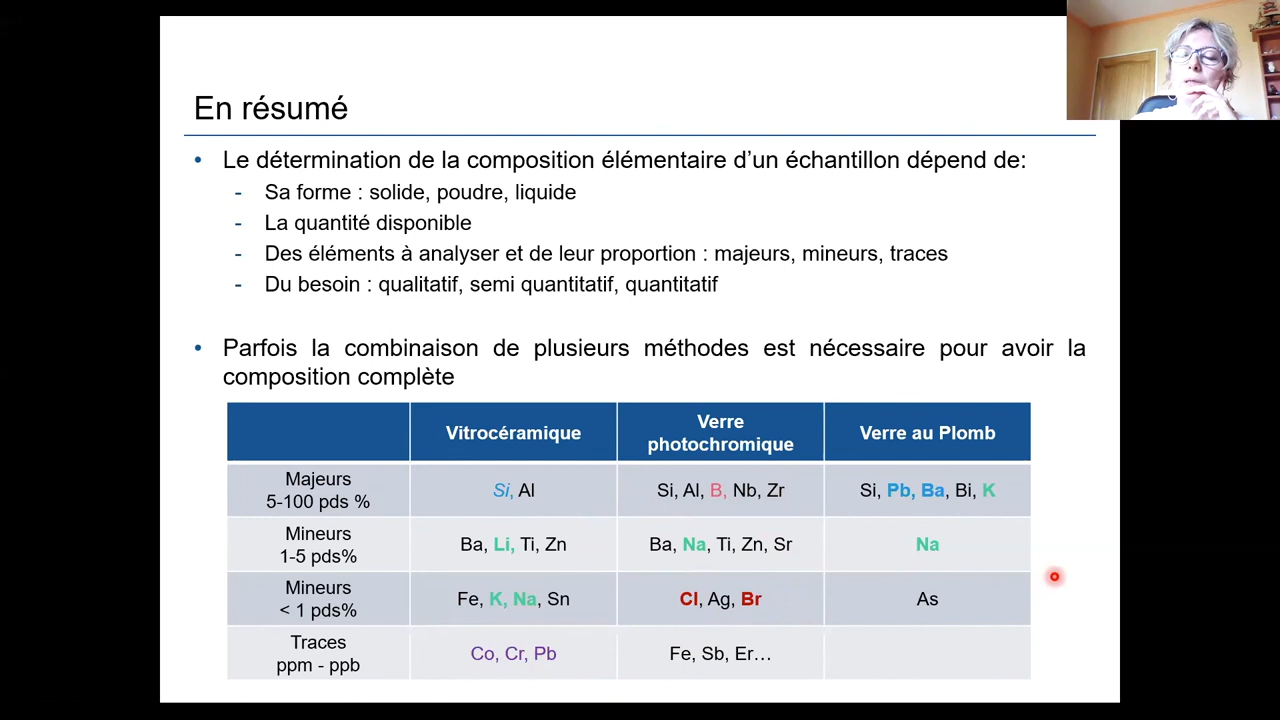 En résumé
• Le détermination de la composition élémentaire d’un échantillon dépend de:
- Sa forme : solide, poudre, liquide
- La quantité disponible
- Des éléments à analyser et de leur proportion : majeurs, mineurs, traces
- Du besoin : qualitatif, semi quantitatif, quantitatif
• Parfois la combinaison de plusieurs méthodes est nécessaire pour avoir la
composition complète
Vitrocéramique
Verre
photochromique
Verre au Plomb
Majeurs
5-100 pds %
Si, Al
Si, Al, B, Nb, Zr
Si, Pb, Ba, Bi, K
Mineurs
1-5 pds%
Ba, Li, Ti, Zn
Ba, Na, Ti, Zn, Sr
Na
Mineurs
< 1 pds%
Fe, K, Na, Sn
Cl, Ag, Br
As
Traces
ppm - ppb
Co, Cr, Pb
Fe, Sb, Er…